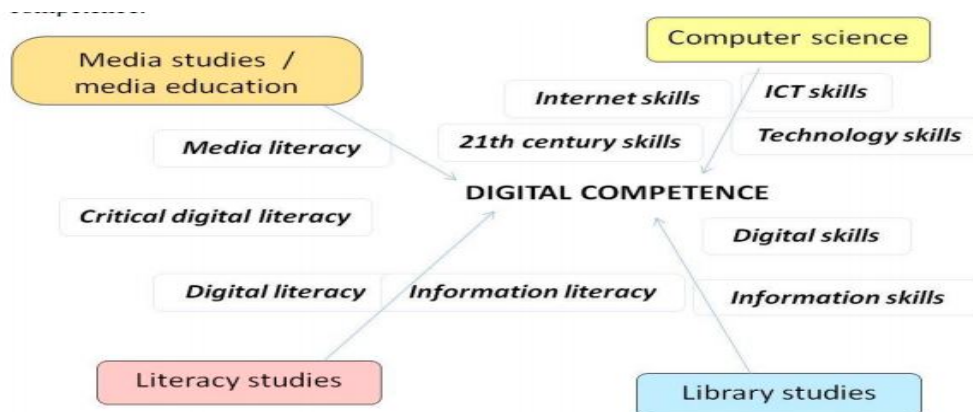 Media studies /
media education
Computer science
Internet skills
ICT skills
21th century skills
Technology skills
Media literacy
DIGITAL COMPETENCE
Critical digital literacy
Digital skills
Digital literacy
Information literacy
Information skills
Literacy studies
Library studies